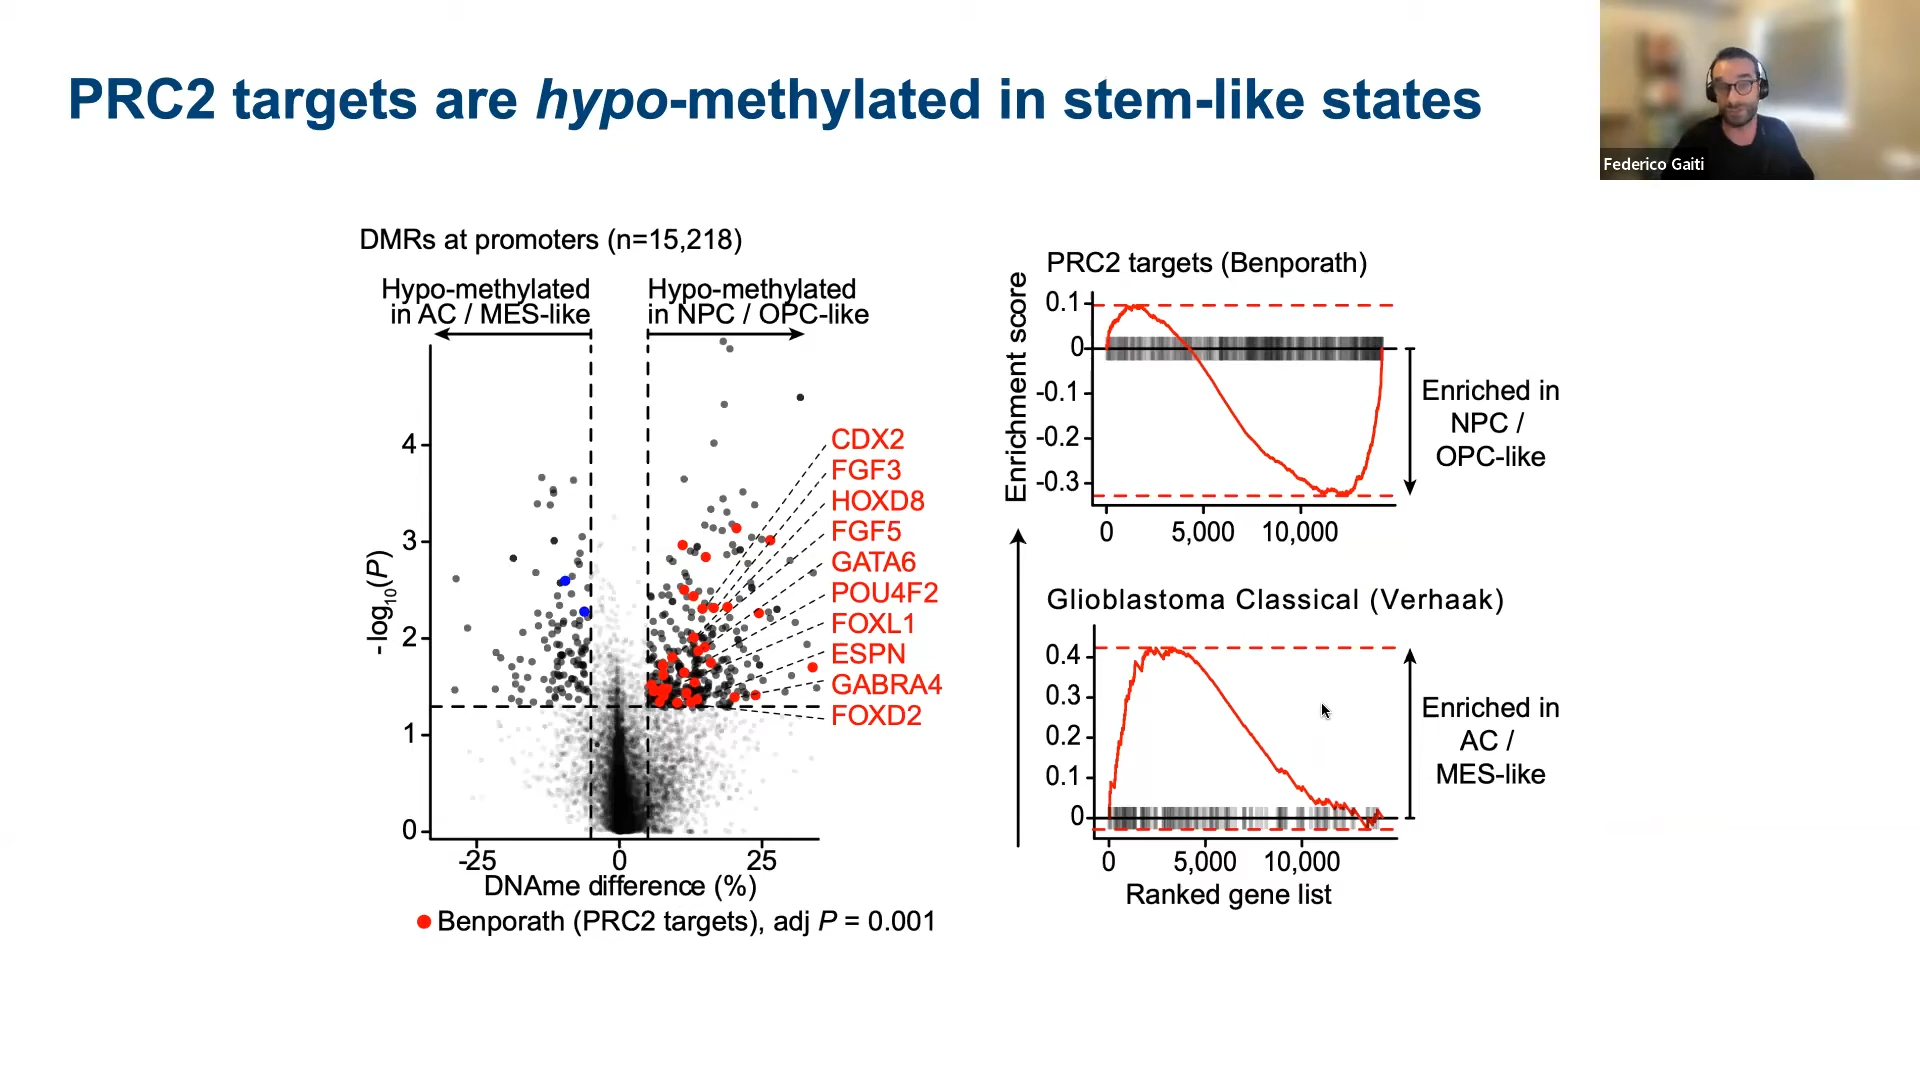 PRC2 targets are hypo-methylated in stem-like states
Federico Gaiti
DMRs at promoters (n=15,218)
Hypo-methylated
in AC / MES-like
Hypo-methylated
in NPC / OPC-like
-log10(P)
4
3
2
1
0
-25
0
25
DNAme difference (%)
CDX2
FGF3
HOXD8
FGF5
GATA6
POU4F2
FOXL1
ESPN
GABRA4
FOXD2
Benporath (PRC2 targets), adj P = 0.001
PRC2 targets (Benporath)
Enrichment score
0.1
0
-0.1
-0.2
-0.3
0
5,000
10,000
Enriched in
NPC /
OPC-like
Glioblastoma Classical (Verhaak)
0.4
0.3
0.2
0.1
0
0
5,000
10,000
Ranked gene list
Enriched in
AC /
MES-like